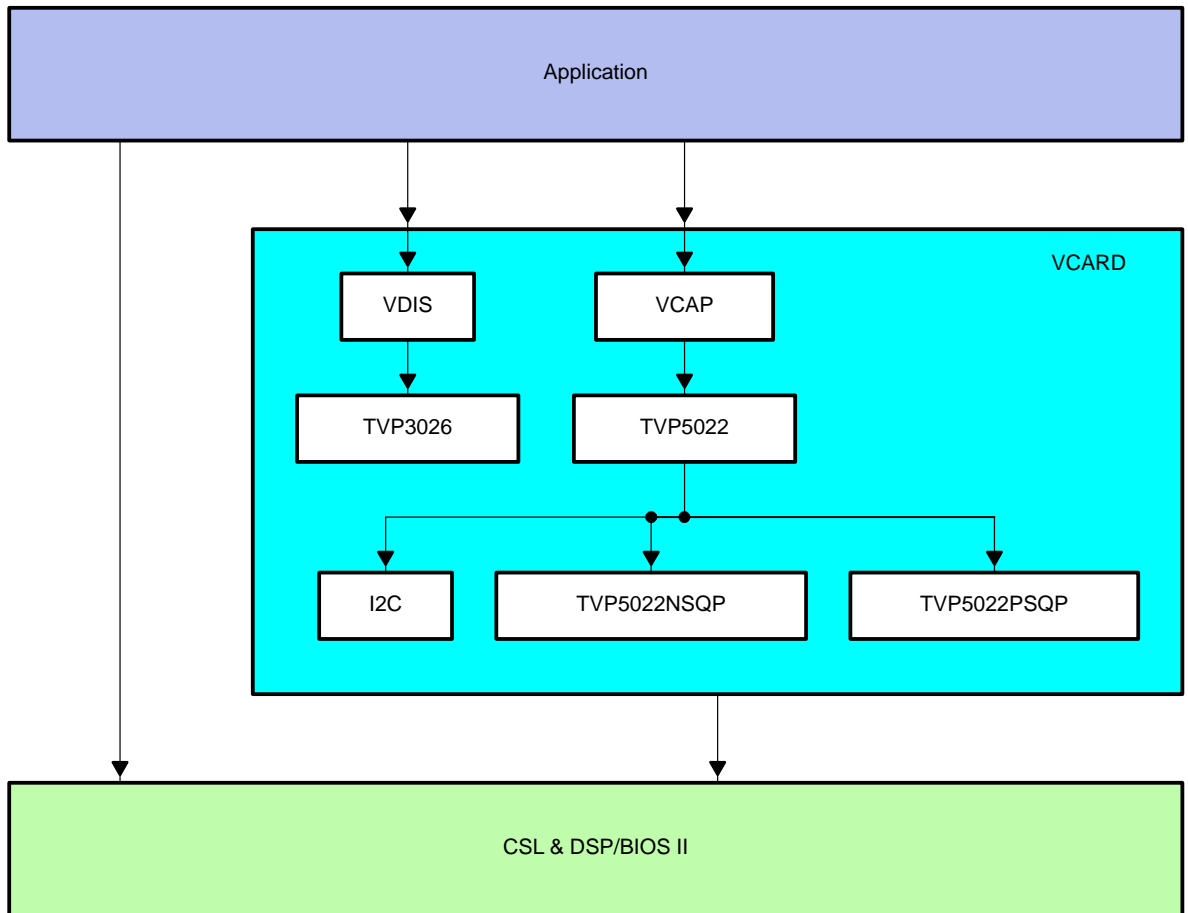 Application
VCARD
VDIS
VCAP
TVP3026
TVP5022
I2C
TVP5022NSQP
TVP5022PSQP
CSL & DSP/BIOS II